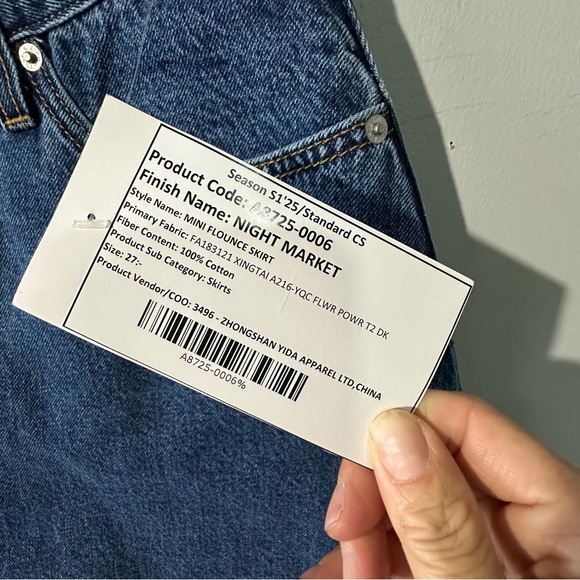 Season S1'25/Standard CS
Product Code: A8725-0006
Finish Name: NIGHT MARKET
Style Name: MINI FLOUNCE SKIRT
Primary Fabric: FA183121 XINGTAI A216-YQC FLWR POWR T2 DK
Fiber Content: 100% Cotton
Product Sub Category: Skirts
Size: 27:-
Product Vendor/COO: 3496 - ZHONGSHAN YIDA APPAREL LTD,CHINA
A8725-0006%